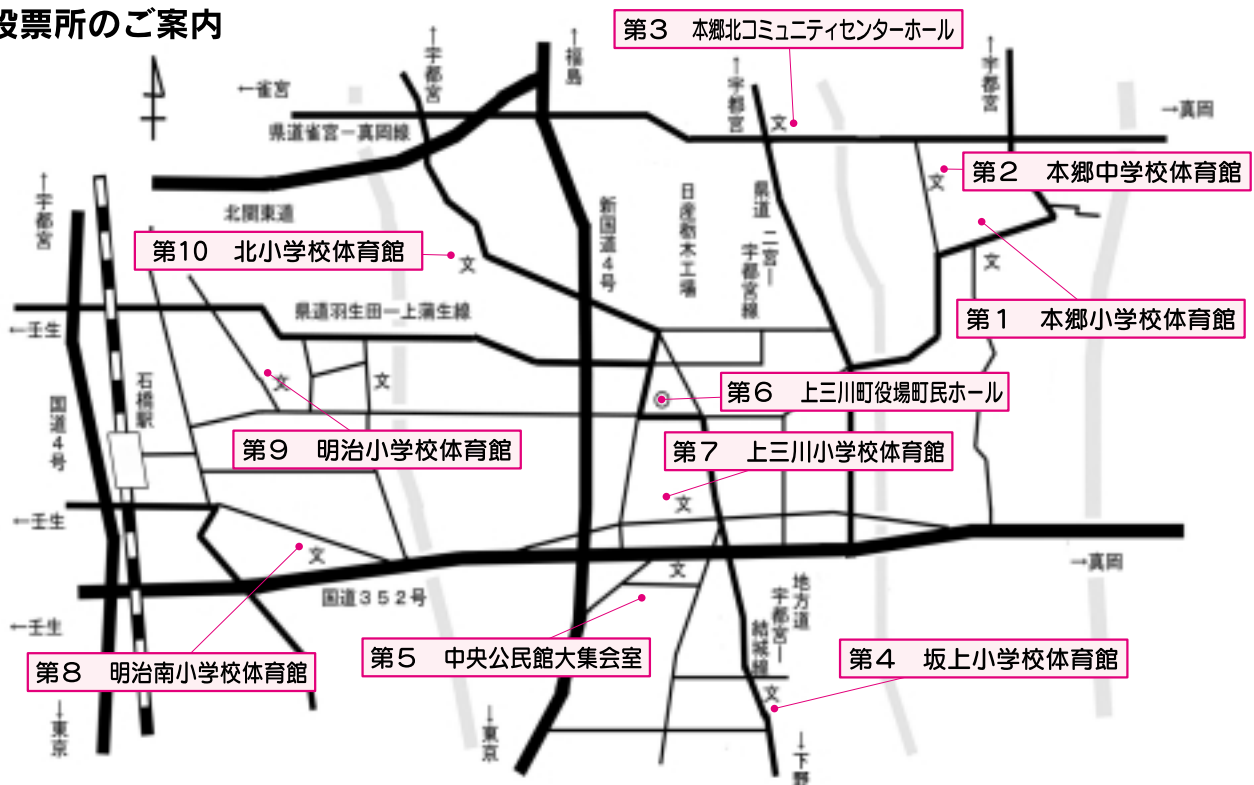 投票所のご案内
第3 本郷北コミュニティセンターホール
↑宇都宮
↑福島
↑宇都宮
↑宇都宮
←雀宮
→真岡
文
県道雀宮ー真岡線
第2 本郷中学校体育館
文
↑宇都宮
北関東道
新国道4号
日産栃木工場
県道 二宮ー宇都宮線
第10 北小学校体育館
文
文
県道羽生田ー上蒲生線
第1 本郷小学校体育館
←壬生
石橋駅
文
文
第6 上三川町役場町民ホール
◎
国道4号
第9 明治小学校体育館
第7 上三川小学校体育館
文
←壬生
文
文
→真岡
国道352号
地方道 宇都宮ー結城線
←壬生
第5 中央公民館大集会室
第4 坂上小学校体育館
第8 明治南小学校体育館
文
↓東京
↓東京
↓下野